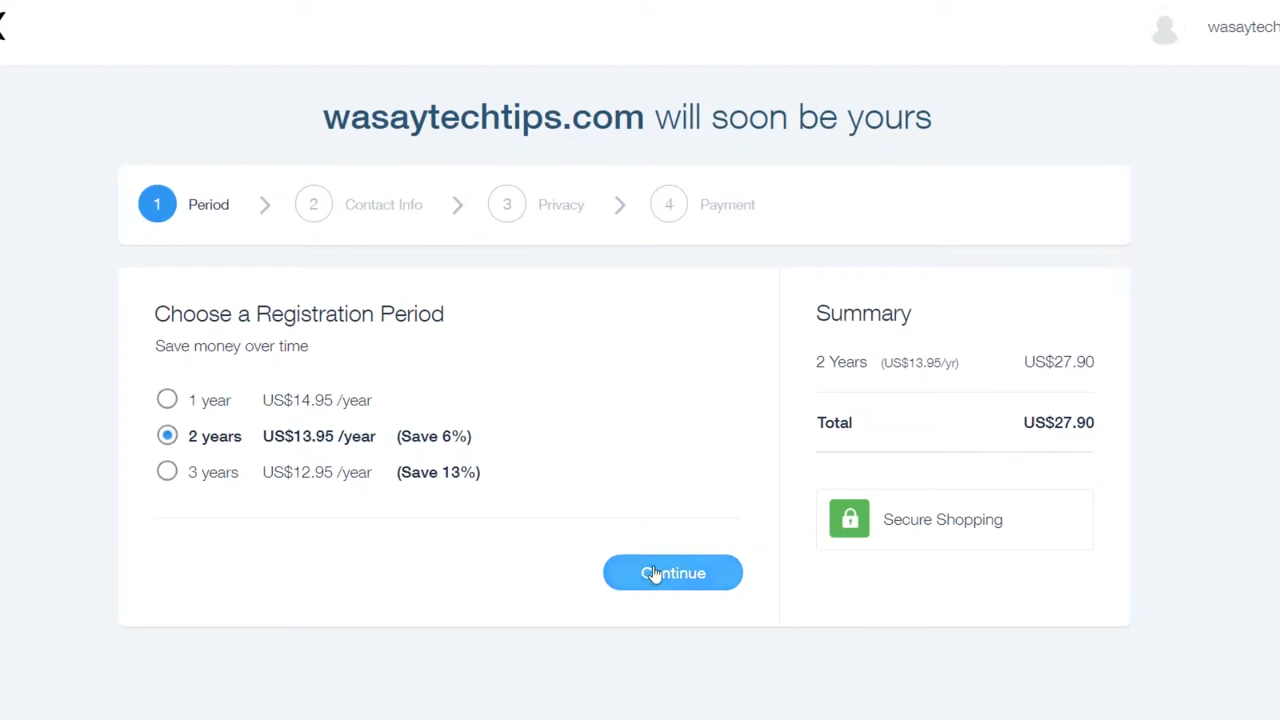 wasaytech
wasaytechtips.com will soon be yours
1 Period 2 Contact Info 3 Privacy 4 Payment
Choose a Registration Period
Save money over time
1 year US$14.95 /year
2 years US$13.95 /year (Save 6%)
3 years US$12.95 /year (Save 13%)
Continue
Summary
2 Years (US$13.95/yr) US$27.90
Total US$27.90
Secure Shopping